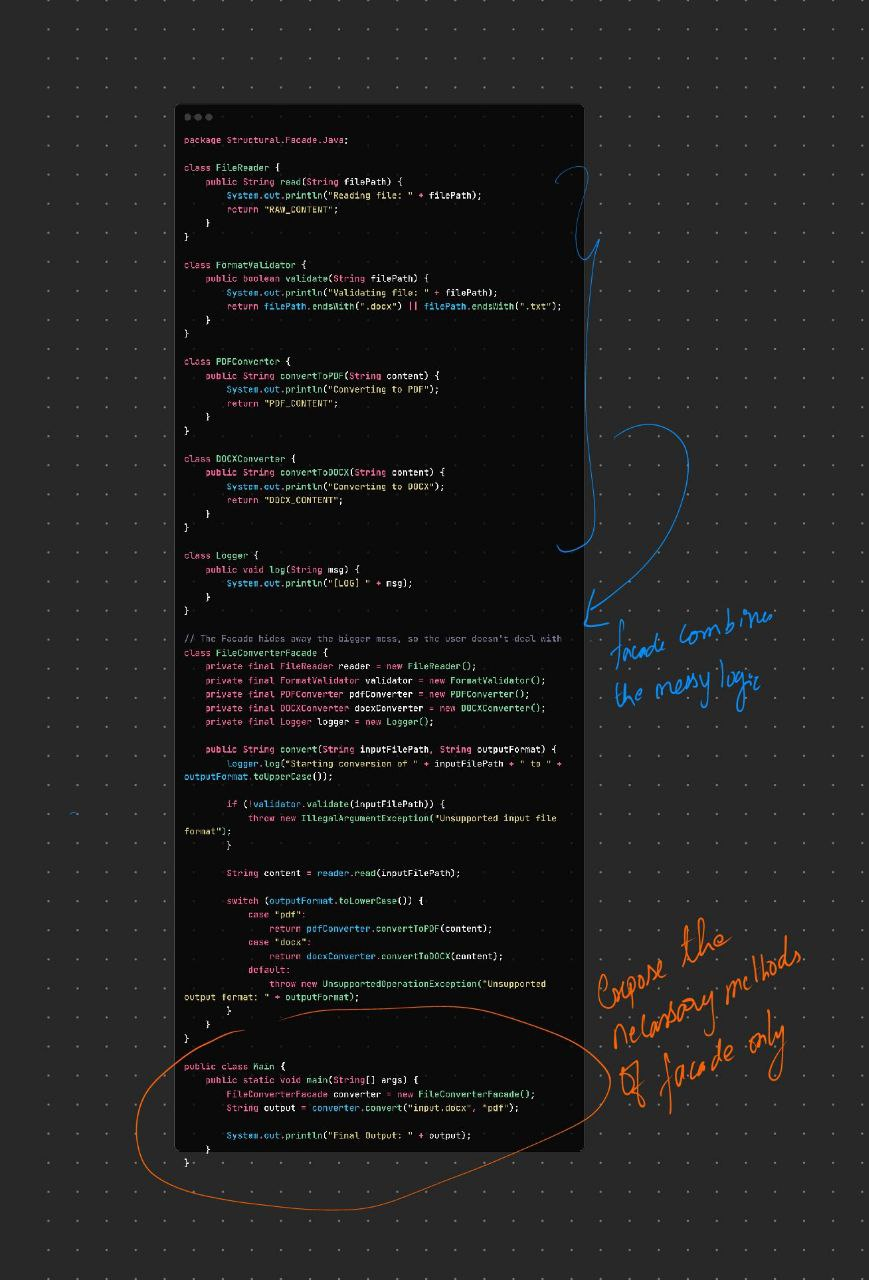 package Structural.Facade.Java;

class FileReader {
    public String read(String filePath) {
        System.out.println("Reading file: " + filePath);
        return "RAW_CONTENT";
    }
}

class FormatValidator {
    public boolean validate(String filePath) {
        System.out.println("Validating file: " + filePath);
        return filePath.endsWith(".docx") || filePath.endsWith(".txt");
    }
}

class PDFConverter {
    public String convertToPDF(String content) {
        System.out.println("Converting to PDF");
        return "PDF_CONTENT";
    }
}

class DOCXConverter {
    public String convertToDOCX(String content) {
        System.out.println("Converting to DOCX");
        return "DOCX_CONTENT";
    }
}

class Logger {
    public void log(String msg) {
        System.out.println("[LOG] " + msg);
    }
}

// The Facade hides away the bigger mess, so the user doesn't deal with
class FileConverterFacade {
    private final FileReader reader = new FileReader();
    private final FormatValidator validator = new FormatValidator();
    private final PDFConverter pdfConverter = new PDFConverter();
    private final DOCXConverter docxConverter = new DOCXConverter();
    private final Logger logger = new Logger();

    public String convert(String inputFilePath, String outputFormat) {
        logger.log("Starting conversion of " + inputFilePath + " to " +
outputFormat.toUpperCase());

        if (!validator.validate(inputFilePath)) {
            throw new IllegalArgumentException("Unsupported input file
format");
        }

        String content = reader.read(inputFilePath);

        switch (outputFormat.toLowerCase()) {
            case "pdf":
                return pdfConverter.convertToPDF(content);
            case "docx":
                return docxConverter.convertToDOCX(content);
            default:
                throw new UnsupportedOperationException("Unsupported
output format: " + outputFormat);
        }
    }
}

public class Main {
    public static void main(String[] args) {
        FileConverterFacade converter = new FileConverterFacade();
        String output = converter.convert("input.docx", "pdf");

        System.out.println("Final Output: " + output);
    }
}
facade combines
the messy logic
Expose the
necassary methods
Of facade only